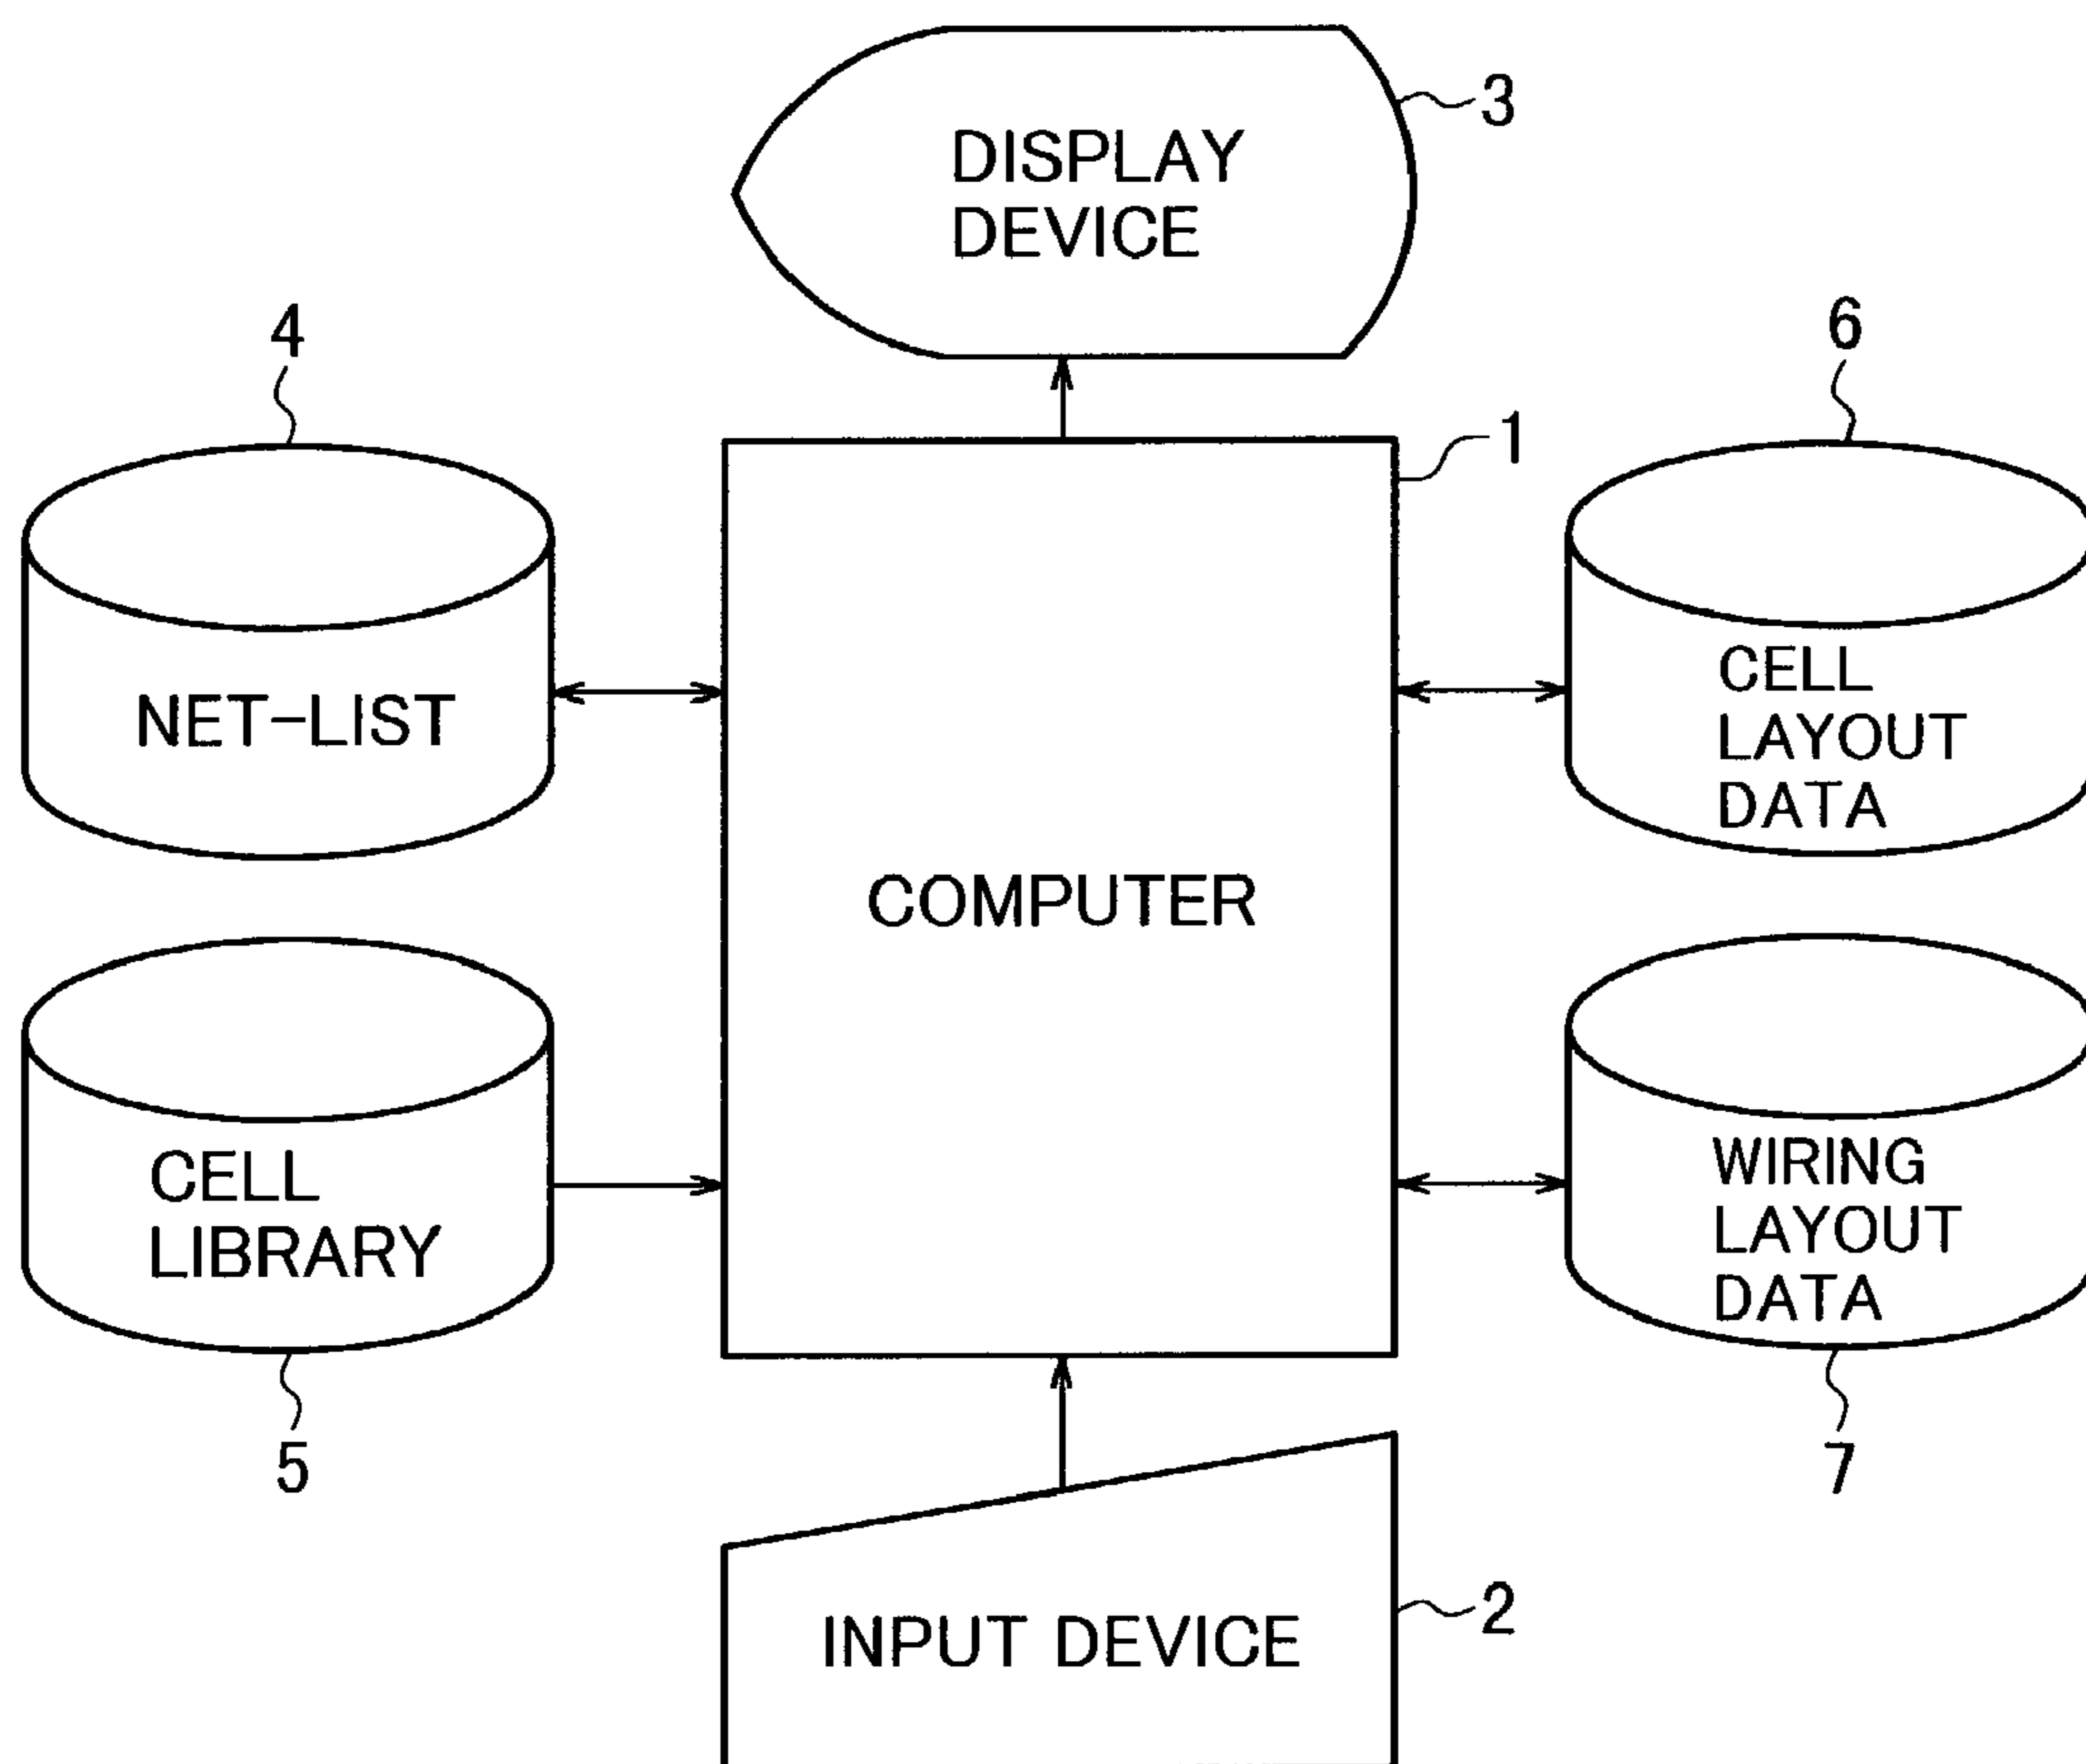 3
DISPLAY
DEVICE
4
6
1
NET-LIST
CELL
LAYOUT
DATA
COMPUTER
CELL
LIBRARY
WIRING
LAYOUT
DATA
5
7
INPUT DEVICE
2